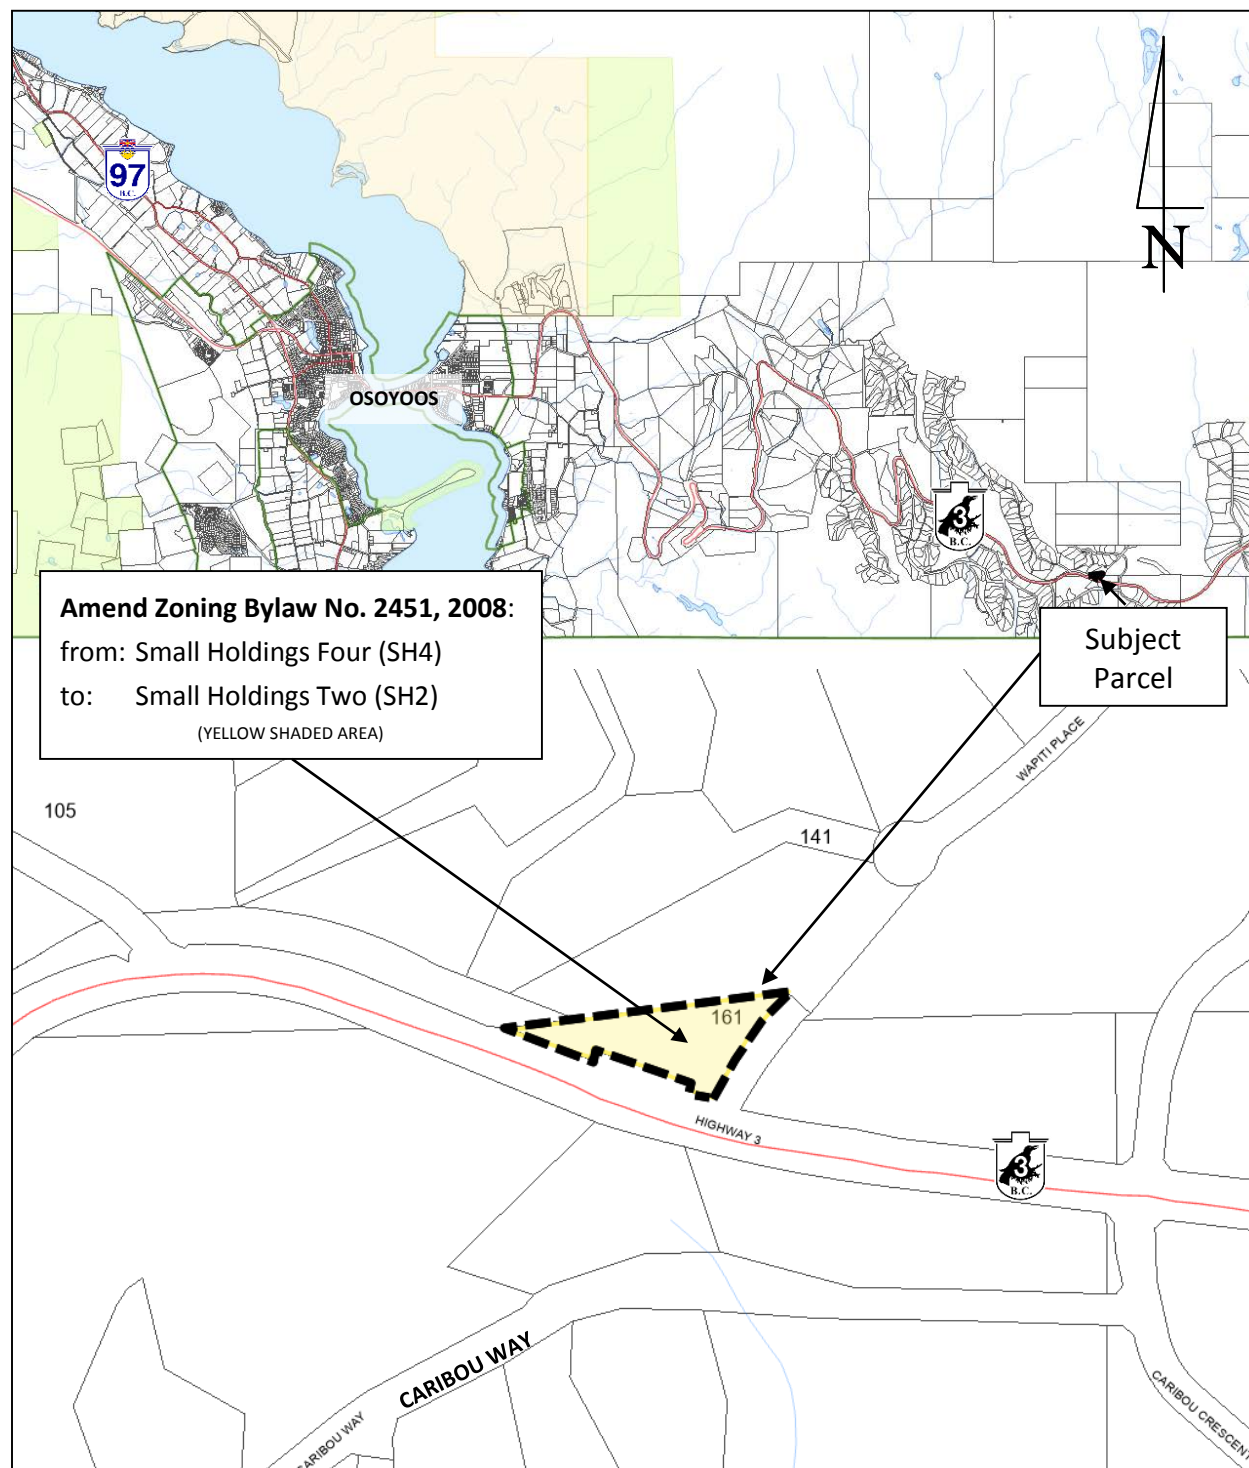 97
B.C.
N
OSOYOOS
3
B.C.
Amend Zoning Bylaw No. 2451, 2008:
from: Small Holdings Four (SH4)
to: Small Holdings Two (SH2)
(YELLOW SHADED AREA)
Subject
Parcel
WAPITI PLACE
105
141
161
HIGHWAY 3
3
B.C.
CARIBOU WAY
CARIBOU WAY
CARIBOU CRESCENT